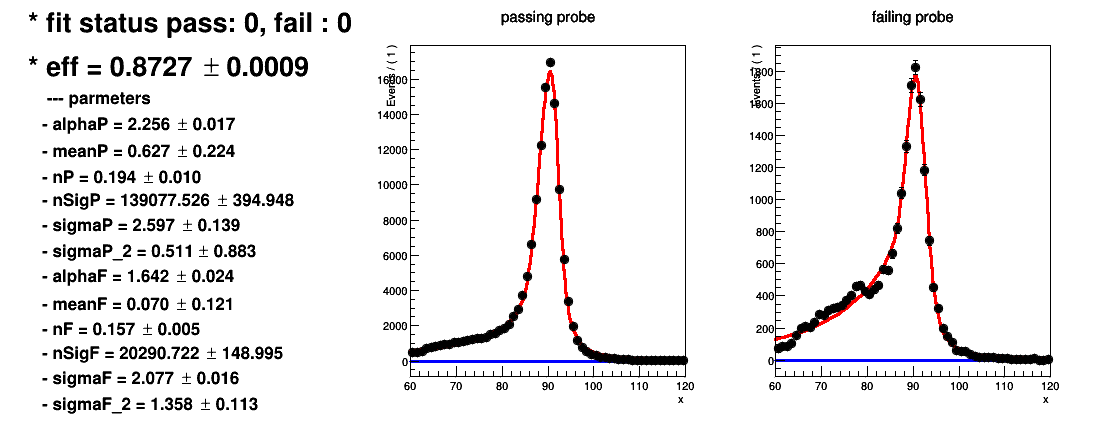 * fit status pass: 0, fail : 0
* eff = 0.8727 ± 0.0009
--- parmeters
- alphaP = 2.256 ± 0.017
- meanP = 0.627 ± 0.224
- nP = 0.194 ± 0.010
- nSigP = 139077.526 ± 394.948
- sigmaP = 2.597 ± 0.139
- sigmaP_2 = 0.511 ± 0.883
- alphaF = 1.642 ± 0.024
- meanF = 0.070 ± 0.121
- nF = 0.157 ± 0.005
- nSigF = 20290.722 ± 148.995
- sigmaF = 2.077 ± 0.016
- sigmaF_2 = 1.358 ± 0.113
passing probe
Events / ( 1 )
16000
14000
12000
10000
8000
6000
4000
2000
0
60 70 80 90 100 110 120
x
failing probe
Events / ( 1 )
1800
1600
1400
1200
1000
800
600
400
200
0
60 70 80 90 100 110 120
x